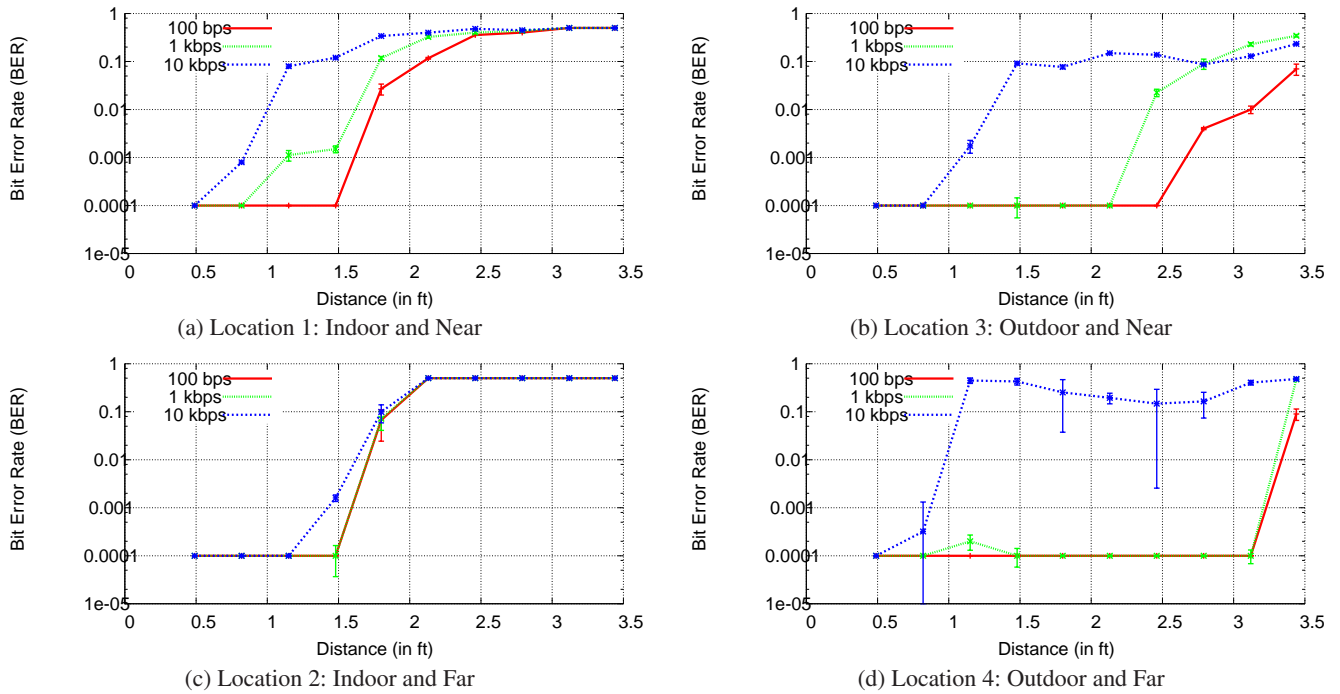 1
0.1
0.01
0.001
0.0001
1e-05
0 0.5 1 1.5 2 2.5 3 3.5
Bit Error Rate (BER)
Distance (in ft)
100 bps
1 kbps
10 kbps
(a) Location 1: Indoor and Near
1
0.1
0.01
0.001
0.0001
1e-05
0 0.5 1 1.5 2 2.5 3 3.5
Bit Error Rate (BER)
Distance (in ft)
100 bps
1 kbps
10 kbps
(b) Location 3: Outdoor and Near
1
0.1
0.01
0.001
0.0001
1e-05
0 0.5 1 1.5 2 2.5 3 3.5
Bit Error Rate (BER)
Distance (in ft)
100 bps
1 kbps
10 kbps
(c) Location 2: Indoor and Far
1
0.1
0.01
0.001
0.0001
1e-05
0 0.5 1 1.5 2 2.5 3 3.5
Bit Error Rate (BER)
Distance (in ft)
100 bps
1 kbps
10 kbps
(d) Location 4: Outdoor and Far